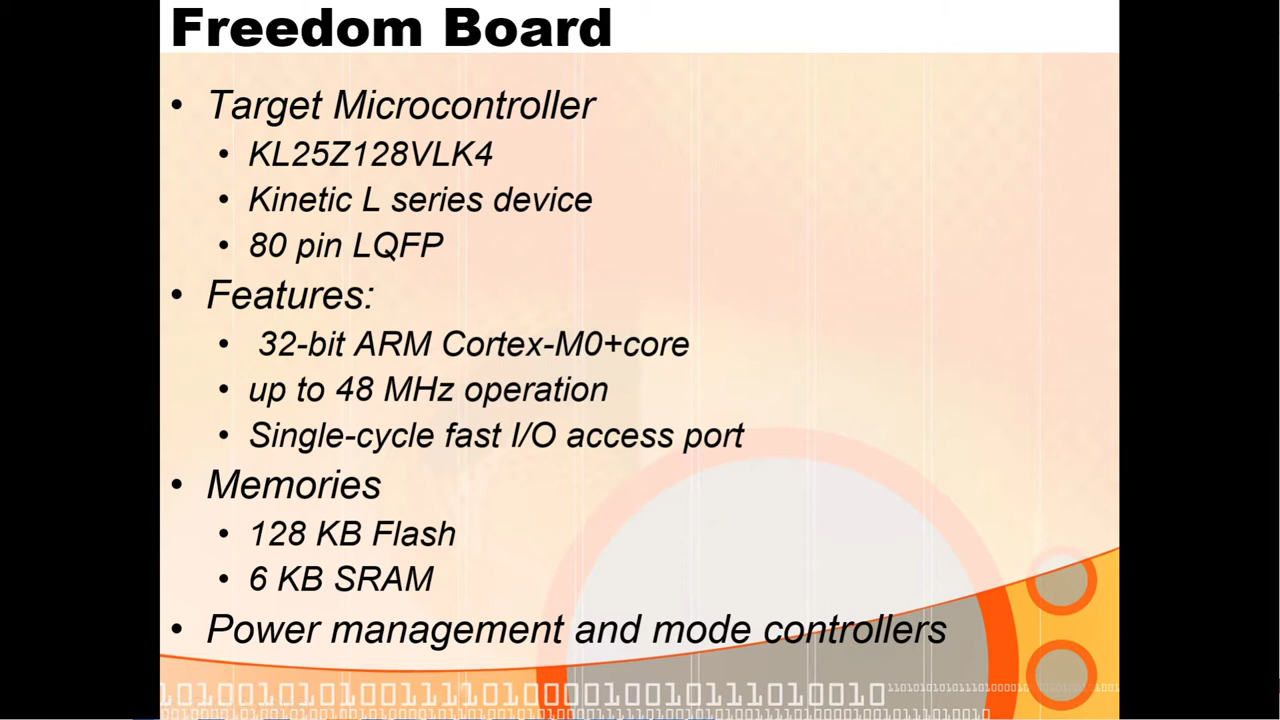 Freedom Board
• Target Microcontroller
• KL25Z128VLK4
• Kinetic L series device
• 80 pin LQFP
• Features:
• 32-bit ARM Cortex-M0+core
• up to 48 MHz operation
• Single-cycle fast I/O access port
• Memories
• 128 KB Flash
• 6 KB SRAM
• Power management and mode controllers